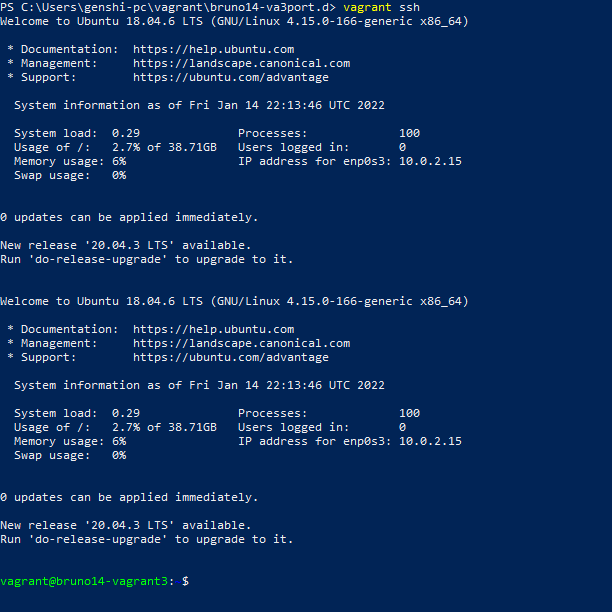 PS C:\Users\genshi-pc\vagrant\bruno14-va3port.d> vagrant ssh
Welcome to Ubuntu 18.04.6 LTS (GNU/Linux 4.15.0-166-generic x86_64)
* Documentation: https://help.ubuntu.com
* Management: https://landscape.canonical.com
* Support: https://ubuntu.com/advantage
System information as of Fri Jan 14 22:13:46 UTC 2022
System load: 0.29 Processes: 100
Usage of /: 2.7% of 38.71GB Users logged in: 0
Memory usage: 6% IP address for enp0s3: 10.0.2.15
Swap usage: 0%
0 updates can be applied immediately.
New release '20.04.3 LTS' available.
Run 'do-release-upgrade' to upgrade to it.
Welcome to Ubuntu 18.04.6 LTS (GNU/Linux 4.15.0-166-generic x86_64)
* Documentation: https://help.ubuntu.com
* Management: https://landscape.canonical.com
* Support: https://ubuntu.com/advantage
System information as of Fri Jan 14 22:13:46 UTC 2022
System load: 0.29 Processes: 100
Usage of /: 2.7% of 38.71GB Users logged in: 0
Memory usage: 6% IP address for enp0s3: 10.0.2.15
Swap usage: 0%
0 updates can be applied immediately.
New release '20.04.3 LTS' available.
Run 'do-release-upgrade' to upgrade to it.
vagrant@bruno14-vagrant3: $